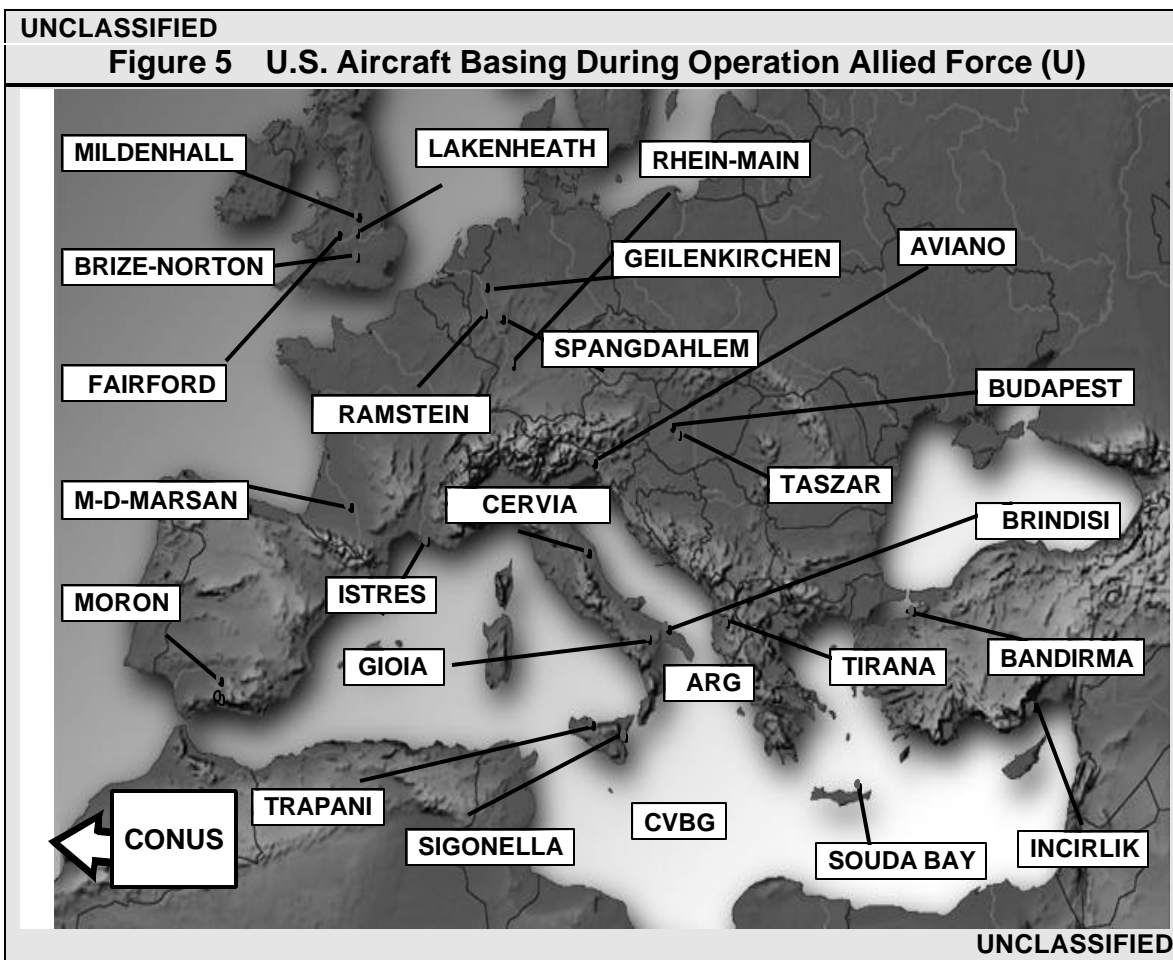 UNCLASSIFIED
Figure 5 U.S. Aircraft Basing During Operation Allied Force (U)
MILDENHALL
LAKENHEATH
RHEIN-MAIN
BRIZE-NORTON
GEILENKIRCHEN
AVIANO
FAIRFORD
SPANGDAHLEM
RAMSTEIN
BUDAPEST
M-D-MARSAN
CERVIA
TASZAR
BRINDISI
MORON
ISTRES
GIOIA
ARG
TIRANA
BANDIRMA
TRAPANI
CONUS
SIGONELLA
CVBG
SOUDA BAY
INCIRLIK
UNCLASSIFIED